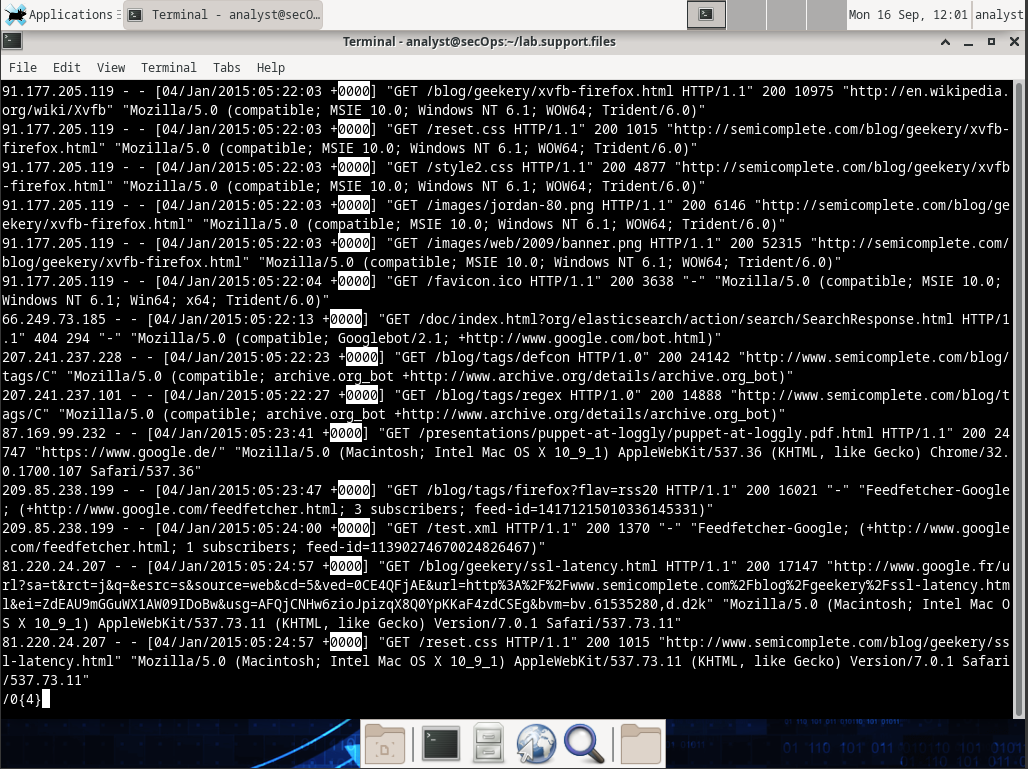 Applications
Terminal - analyst@secO...
Mon 16 Sep, 12:01
analyst
Terminal - analyst@secOps:~/lab.support.files
File Edit View Terminal Tabs Help
91.177.205.119 - - [04/Jan/2015:05:22:03 +0000] "GET /blog/geekery/xvfb-firefox.html HTTP/1.1" 200 10975 "http://en.wikipedia.
org/wiki/Xvfb" "Mozilla/5.0 (compatible; MSIE 10.0; Windows NT 6.1; WOW64; Trident/6.0)"
91.177.205.119 - - [04/Jan/2015:05:22:03 +0000] "GET /reset.css HTTP/1.1" 200 1015 "http://semicomplete.com/blog/geekery/xvfb-
firefox.html" "Mozilla/5.0 (compatible; MSIE 10.0; Windows NT 6.1; WOW64; Trident/6.0)"
91.177.205.119 - - [04/Jan/2015:05:22:03 +0000] "GET /style2.css HTTP/1.1" 200 4877 "http://semicomplete.com/blog/geekery/xvfb
-firefox.html" "Mozilla/5.0 (compatible; MSIE 10.0; Windows NT 6.1; WOW64; Trident/6.0)"
91.177.205.119 - - [04/Jan/2015:05:22:03 +0000] "GET /images/jordan-80.png HTTP/1.1" 200 6146 "http://semicomplete.com/blog/ge
ekery/xvfb-firefox.html" "Mozilla/5.0 (compatible; MSIE 10.0; Windows NT 6.1; WOW64; Trident/6.0)"
91.177.205.119 - - [04/Jan/2015:05:22:03 +0000] "GET /images/web/2009/banner.png HTTP/1.1" 200 52315 "http://semicomplete.com/
blog/geekery/xvfb-firefox.html" "Mozilla/5.0 (compatible; MSIE 10.0; Windows NT 6.1; WOW64; Trident/6.0)"
91.177.205.119 - - [04/Jan/2015:05:22:04 +0000] "GET /favicon.ico HTTP/1.1" 200 3638 "-" "Mozilla/5.0 (compatible; MSIE 10.0;
Windows NT 6.1; Win64; x64; Trident/6.0)"
66.249.73.185 - - [04/Jan/2015:05:22:13 +0000] "GET /doc/index.html?org/elasticsearch/action/search/SearchResponse.html HTTP/1
.1" 404 294 "-" "Mozilla/5.0 (compatible; Googlebot/2.1; +http://www.google.com/bot.html)"
207.241.237.228 - - [04/Jan/2015:05:22:23 +0000] "GET /blog/tags/defcon HTTP/1.0" 200 24142 "http://www.semicomplete.com/blog/
tags/C" "Mozilla/5.0 (compatible; archive.org_bot +http://www.archive.org/details/archive.org_bot)"
207.241.237.101 - - [04/Jan/2015:05:22:27 +0000] "GET /blog/tags/regex HTTP/1.0" 200 14888 "http://www.semicomplete.com/blog/t
ags/C" "Mozilla/5.0 (compatible; archive.org_bot +http://www.archive.org/details/archive.org_bot)"
87.169.99.232 - - [04/Jan/2015:05:23:41 +0000] "GET /presentations/puppet-at-loggly/puppet-at-loggly.pdf.html HTTP/1.1" 200 24
747 "https://www.google.de/" "Mozilla/5.0 (Macintosh; Intel Mac OS X 10_9_1) AppleWebKit/537.36 (KHTML, like Gecko) Chrome/32.
0.1700.107 Safari/537.36"
209.85.238.199 - - [04/Jan/2015:05:23:47 +0000] "GET /blog/tags/firefox?flav=rss20 HTTP/1.1" 200 16021 "-" "Feedfetcher-Google
; (+http://www.google.com/feedfetcher.html; 3 subscribers; feed-id=14171215010336145331)"
209.85.238.199 - - [04/Jan/2015:05:24:00 +0000] "GET /test.xml HTTP/1.1" 200 1370 "-" "Feedfetcher-Google; (+http://www.google
.com/feedfetcher.html; 1 subscribers; feed-id=11390274670024826467)"
81.220.24.207 - - [04/Jan/2015:05:24:57 +0000] "GET /blog/geekery/ssl-latency.html HTTP/1.1" 200 17147 "http://www.google.fr/u
rl?sa=t&rct=j&q=&esrc=s&source=web&cd=5&ved=0CE4QFjAE&url=http%3A%2F%2Fwww.semicomplete.com%2Fblog%2Fgeekery%2Fssl-latency.htm
l&ei=ZdEAU9mGGuWX1AW09IDoBw&usg=AFQjCNHw6zioJpizqX8Q0YpKKaF4zdCSEg&bvm=bv.61535280,d.d2k" "Mozilla/5.0 (Macintosh; Intel Mac O
S X 10_9_1) AppleWebKit/537.73.11 (KHTML, like Gecko) Version/7.0.1 Safari/537.73.11"
81.220.24.207 - - [04/Jan/2015:05:24:57 +0000] "GET /reset.css HTTP/1.1" 200 1015 "http://www.semicomplete.com/blog/geekery/ss
l-latency.html" "Mozilla/5.0 (Macintosh; Intel Mac OS X 10_9_1) AppleWebKit/537.73.11 (KHTML, like Gecko) Version/7.0.1 Safari
/537.73.11"
/0{4}